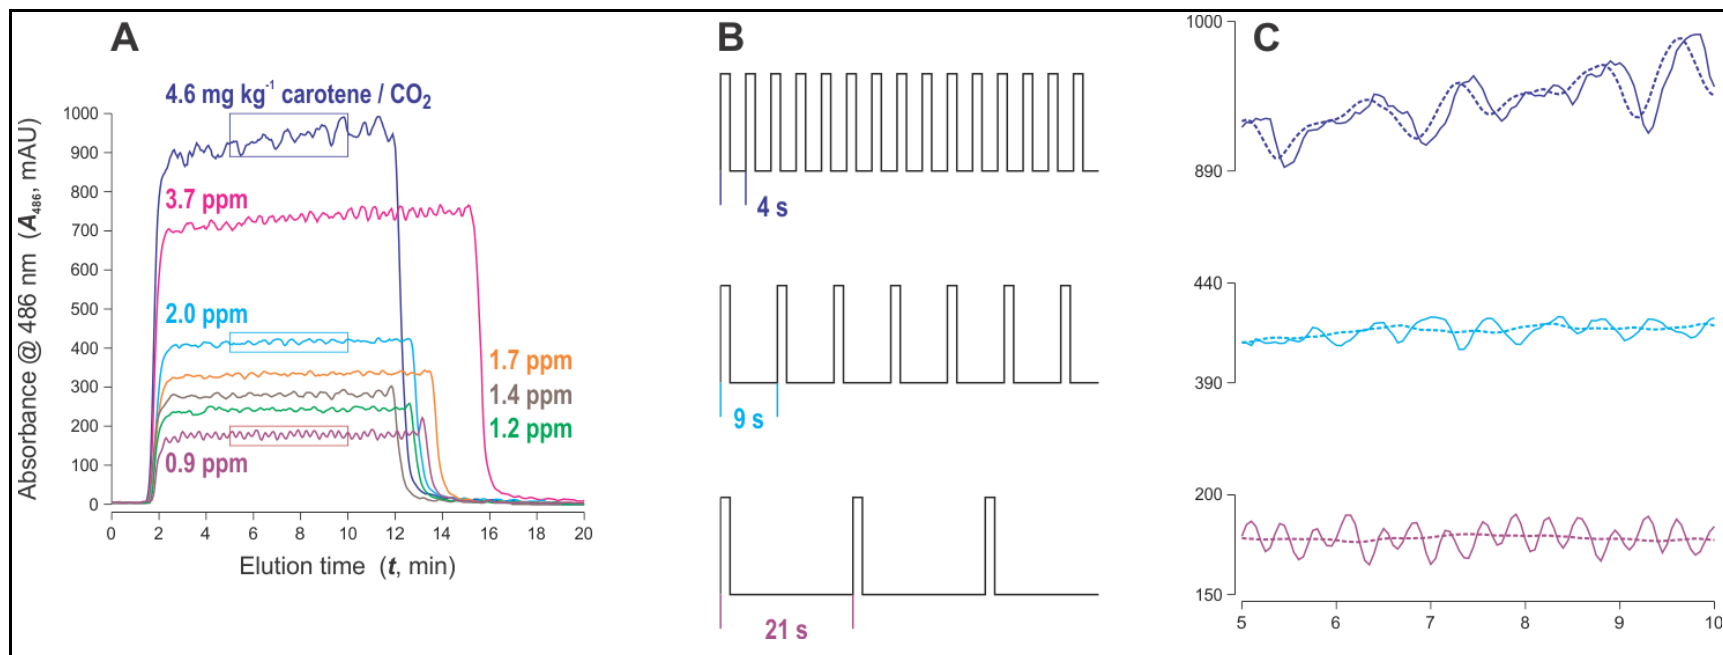 A
4.6 mg kg⁻¹ carotene / CO₂
1000
900
800
700
600
500
400
300
200
100
0
Absorbance @ 486 nm (A₄₈₆, mAU)
3.7 ppm
2.0 ppm
1.7 ppm
1.4 ppm
1.2 ppm
0.9 ppm
0 2 4 6 8 10 12 14 16 18 20
Elution time (t, min)
B
4 s
9 s
21 s
C
1000
890
440
390
200
150
5 6 7 8 9 10